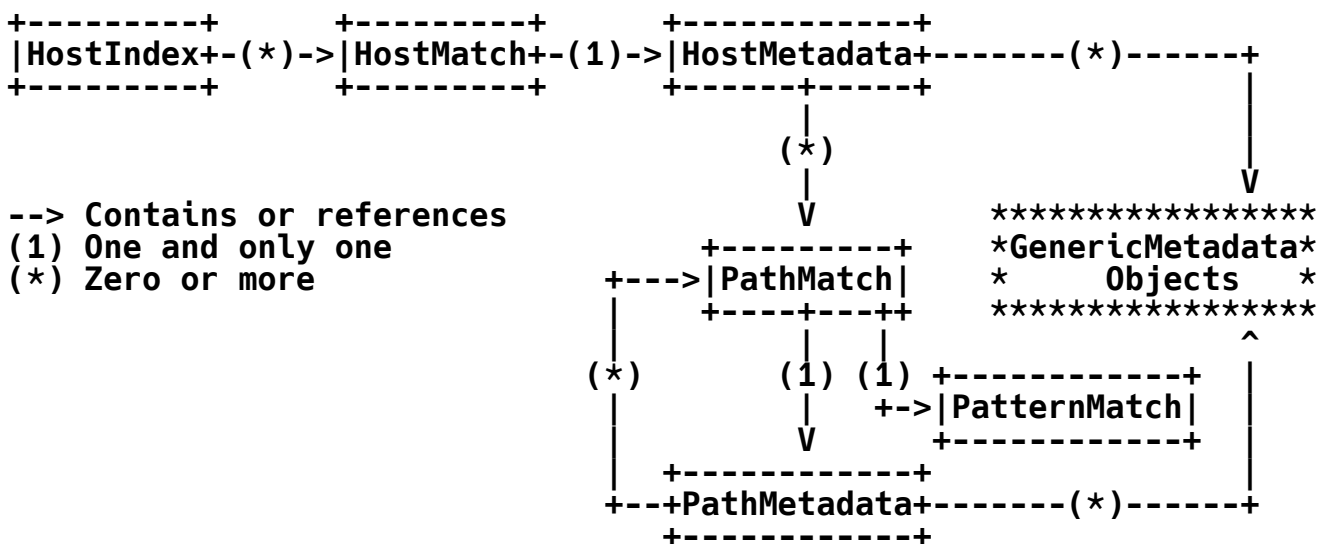 +---------+      +---------+      +------------+
|HostIndex+-(*)->|HostMatch+-(1)->|HostMetadata+-------(*)------+
+---------+      +---------+      +------+-----+                |
                                         |                      |
                                        (*)                     |
                                         |                      V
--> Contains or references               V         *****************
(1) One and only one                +---------+    *GenericMetadata*
(*) Zero or more               +--->|PathMatch|    *     Objects   *
                               |    +----+---++    *****************
                               |         |   |                  ^
                              (*)       (1) (1) +------------+  |
                               |         |   +->|PatternMatch|  |
                               |         V      +------------+  |
                               |  +------------+                |
                               +--+PathMetadata+-------(*)------+
                                  +------------+